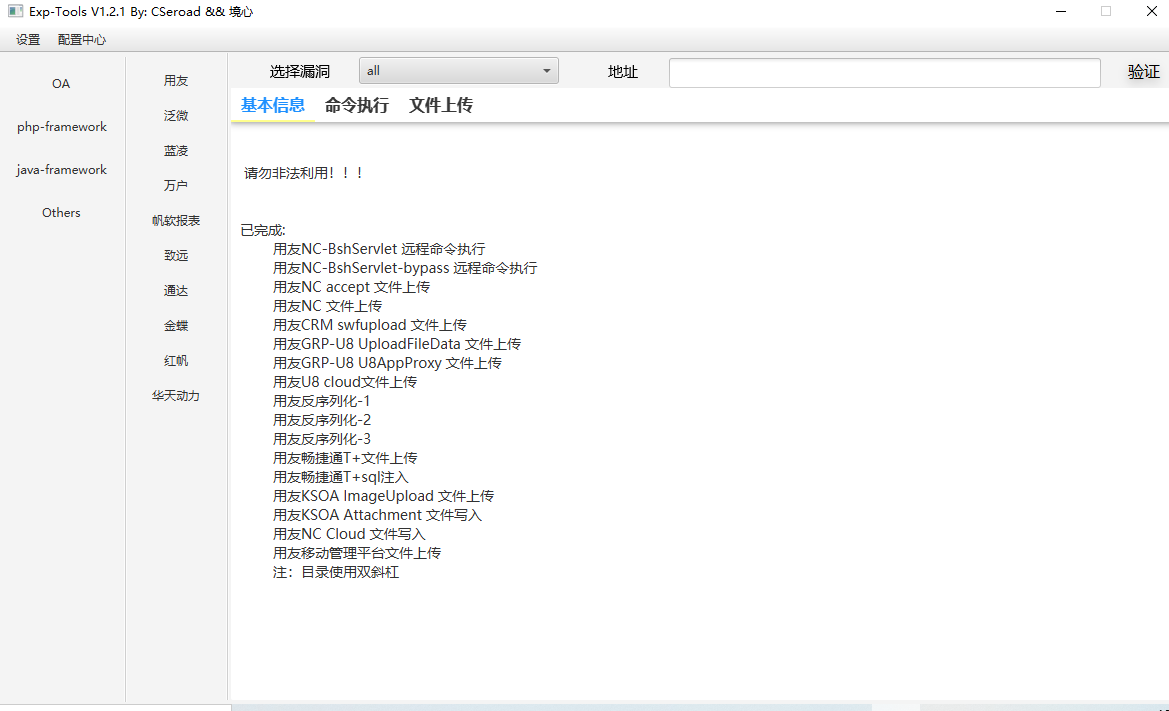 Exp-Tools V1.2.1 By: CSeroad && 境心
设置 配置中心
OA
php-framework
java-framework
Others
用友
泛微
蓝凌
万户
帆软报表
致远
通达
金蝶
红帆
华天动力
选择漏洞 all 地址 验证
基本信息 命令执行 文件上传
请勿非法利用！！！
已完成:
用友NC-BshServlet 远程命令执行
用友NC-BshServlet-bypass 远程命令执行
用友NC accept 文件上传
用友NC 文件上传
用友CRM swfupload 文件上传
用友GRP-U8 UploadFileData 文件上传
用友GRP-U8 U8AppProxy 文件上传
用友U8 cloud文件上传
用友反序列化-1
用友反序列化-2
用友反序列化-3
用友畅捷通T+文件上传
用友畅捷通T+sql注入
用友KSOA ImageUpload 文件上传
用友KSOA Attachment 文件写入
用友NC Cloud 文件写入
用友移动管理平台文件上传
注：目录使用双斜杠